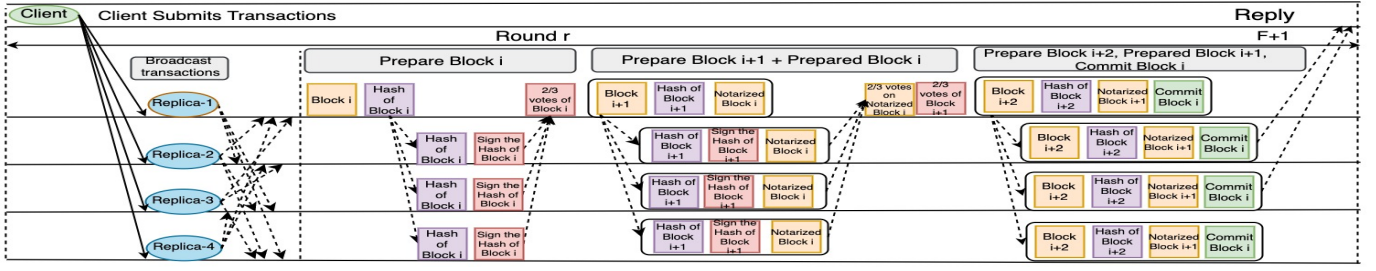 Client
Client Submits Transactions
Reply
Round r
F+1
Broadcast
transactions
Prepare Block i
Prepare Block i+1 + Prepared Block i
Prepare Block i+2, Prepared Block i+1,
Commit Block i
Replica-1
Block i
Hash
of
Block i
2/3
votes of
Block i
Block
i+1
Hash of
Block
i+1
Notarized
Block i
2/3 votes
on
Notarized
Block i
2/3
votes of
Block
i+1
Block
i+2
Hash of
Block
i+2
Notarized
Block i+1
Commit
Block i
Replica-2
Hash
of
Block i
Sign the
Hash of
Block i
Hash of
Block
i+1
Sign the
Hash of
Block
i+1
Notarized
Block i
Block
i+2
Hash of
Block
i+2
Notarized
Block i+1
Commit
Block i
Replica-3
Hash
of
Block i
Sign the
Hash of
Block i
Hash of
Block
i+1
Sign the
Hash of
Block
i+1
Notarized
Block i
Block
i+2
Hash of
Block
i+2
Notarized
Block i+1
Commit
Block i
Replica-4
Hash
of
Block i
Sign the
Hash of
Block i
Hash of
Block
i+1
Sign the
Hash of
Block
i+1
Notarized
Block i
Block
i+2
Hash of
Block
i+2
Notarized
Block i+1
Commit
Block i